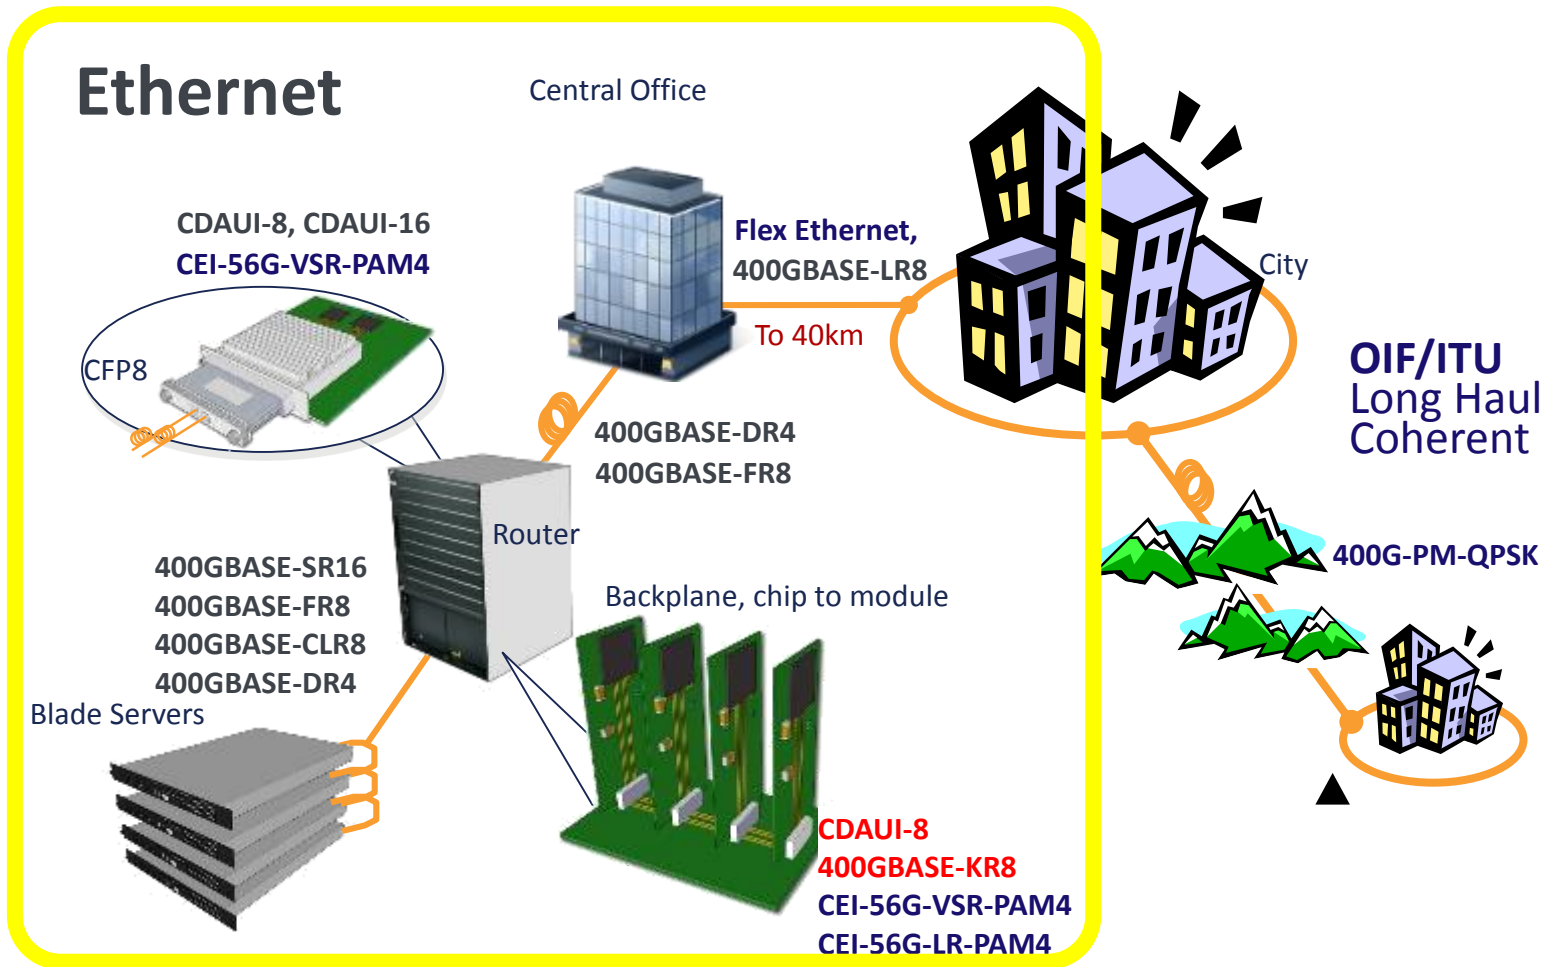 Ethernet
Central Office
CDAUI-8, CDAUI-16
CEI-56G-VSR-PAM4
Flex Ethernet,
400GBASE-LR8
City
To 40km
CFP8
OIF/ITU
Long Haul
Coherent
400GBASE-DR4
400GBASE-FR8
Router
400G-PM-QPSK
400GBASE-SR16
400GBASE-FR8
400GBASE-CLR8
400GBASE-DR4
Backplane, chip to module
Blade Servers
CDAUI-8
400GBASE-KR8
CEI-56G-VSR-PAM4
CEI-56G-LR-PAM4